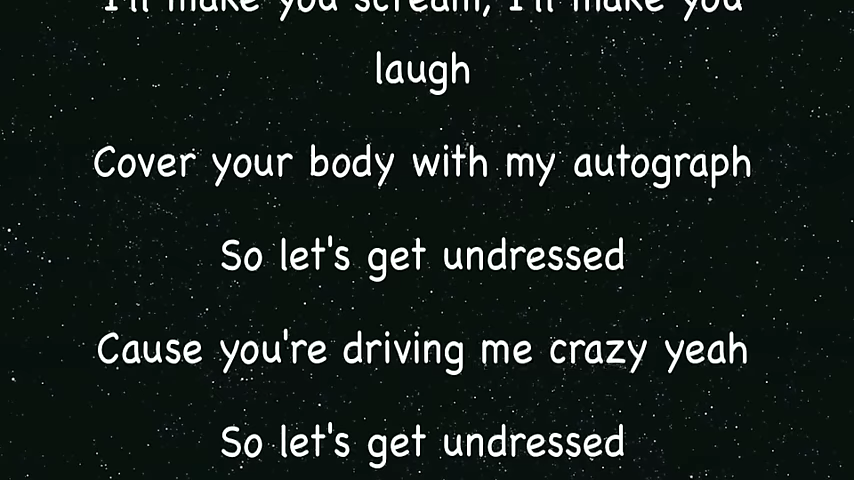 I'll make you scream, I'll make you
laugh
Cover your body with my autograph
So let's get undressed
Cause you're driving me crazy yeah
So let's get undressed